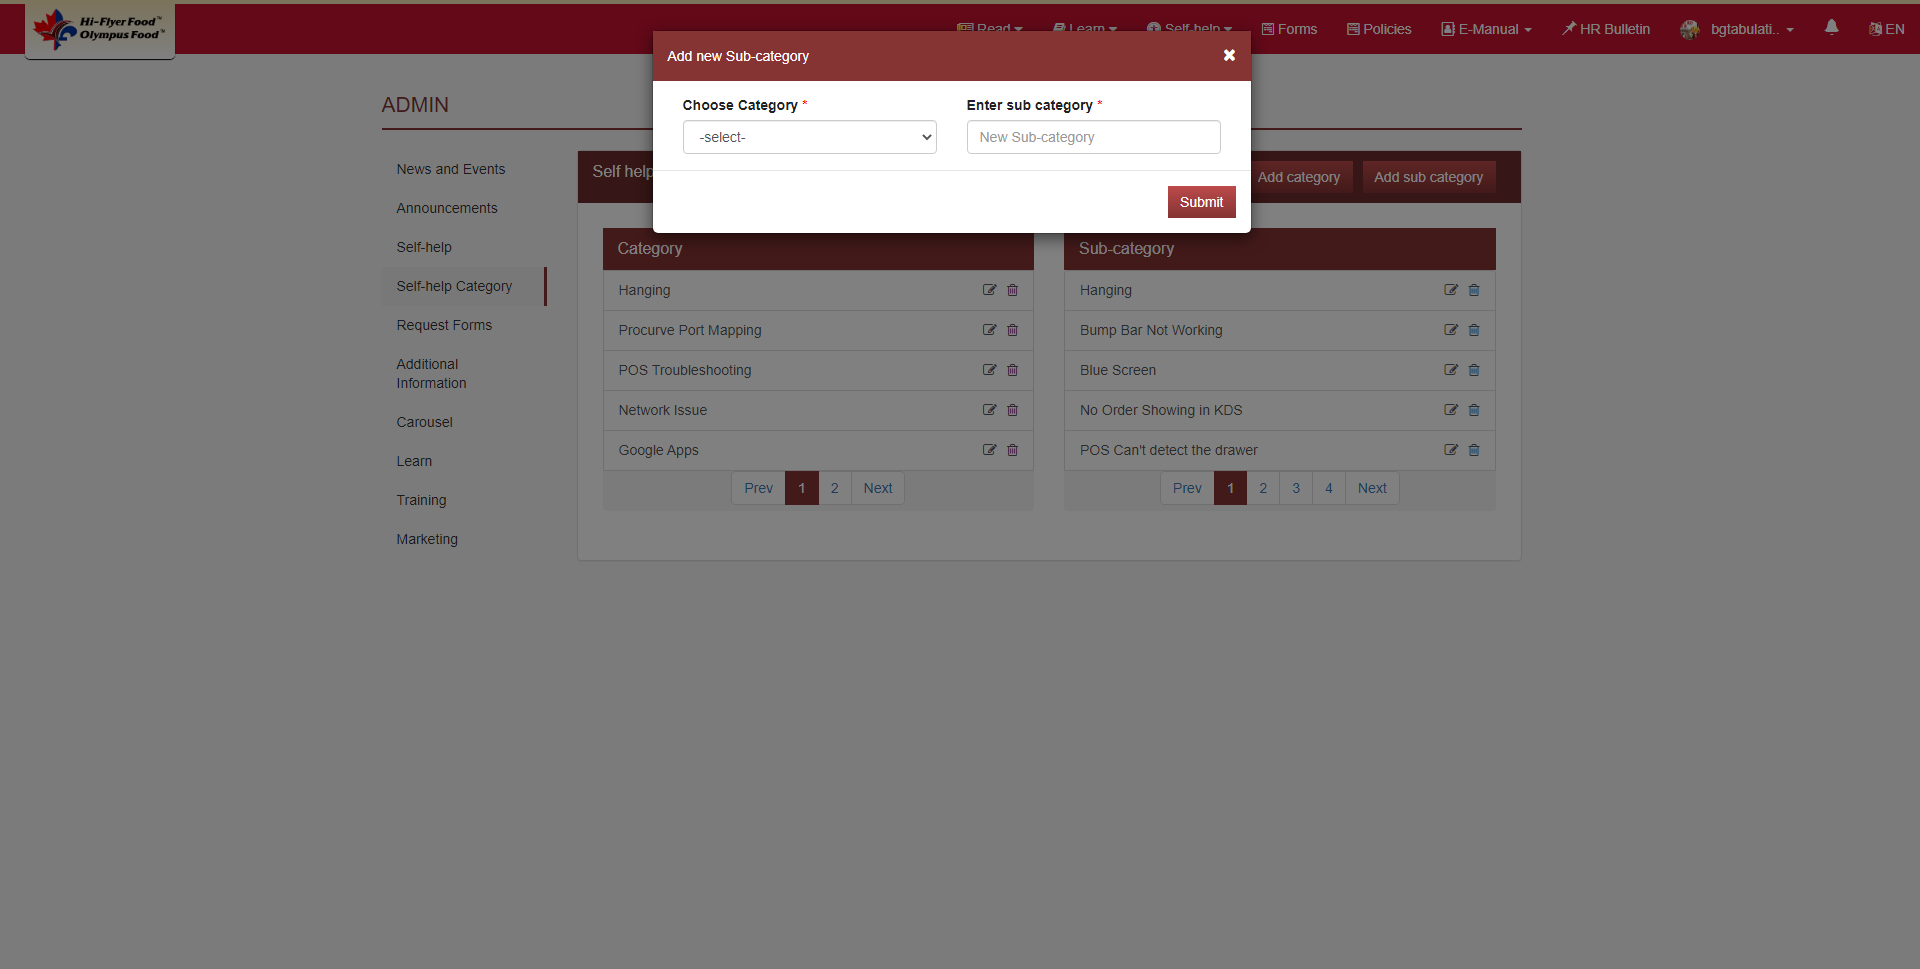 Hi-Flyer Food™
Olympus Food™
Read
Learn
Self-help
Forms
Policies
E-Manual
HR Bulletin
bgtabulati..
EN
Add new Sub-category
Choose Category *
Enter sub category *
-select-
New Sub-category
Submit
ADMIN
News and Events
Announcements
Self-help
Self-help Category
Request Forms
Additional
Information
Carousel
Learn
Training
Marketing
Self help
Add category
Add sub category
Category
Hanging
Procurve Port Mapping
POS Troubleshooting
Network Issue
Google Apps
Prev 1 2 Next
Sub-category
Hanging
Bump Bar Not Working
Blue Screen
No Order Showing in KDS
POS Can't detect the drawer
Prev 1 2 3 4 Next